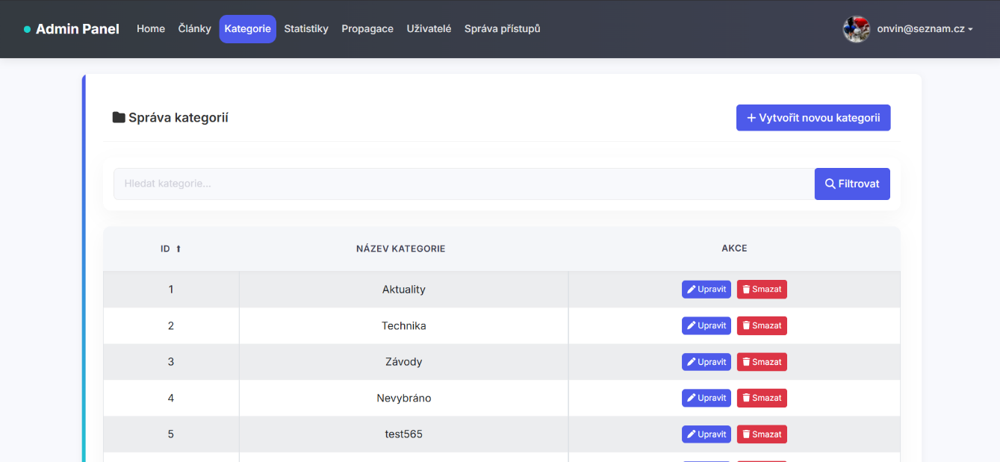 Admin Panel Home Články Kategorie Statistiky Propagace Uživatelé Správa přístupů onvin@seznam.cz
Správa kategorií + Vytvořit novou kategorii
Hledat kategorie... Filtrovat
ID ⬆ NÁZEV KATEGORIE AKCE
1 Aktuality Upravit Smazat
2 Technika Upravit Smazat
3 Závody Upravit Smazat
4 Nevybráno Upravit Smazat
5 test565 Upravit Smazat